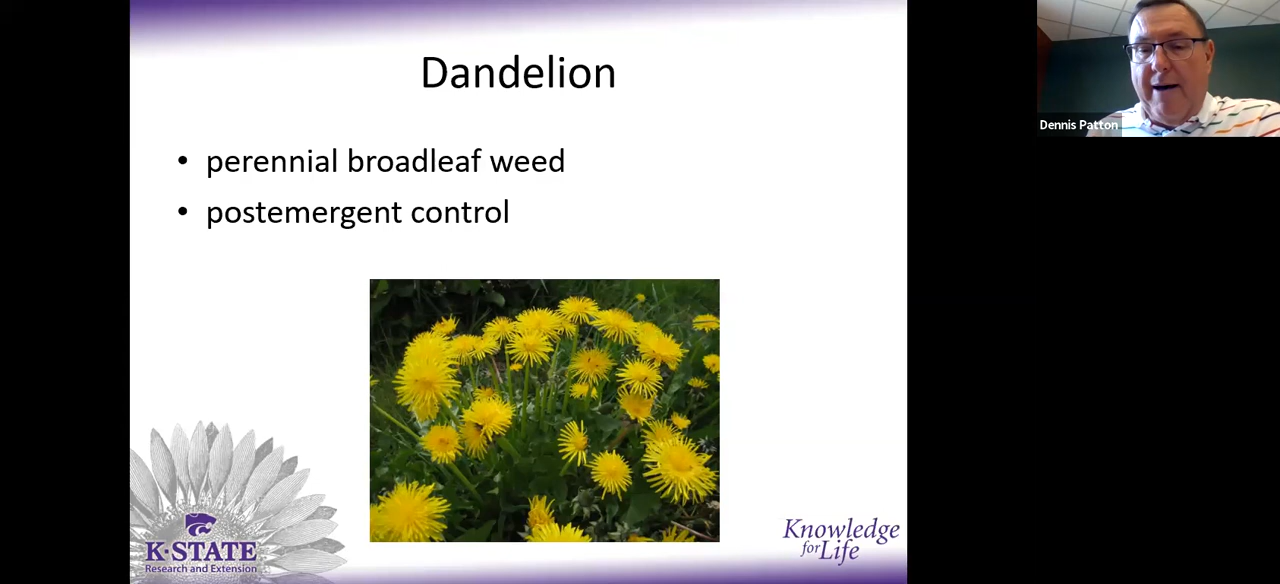 Dandelion
Dennis Patton
• perennial broadleaf weed
• postemergent control
K-STATE
Research and Extension
Knowledge
for Life